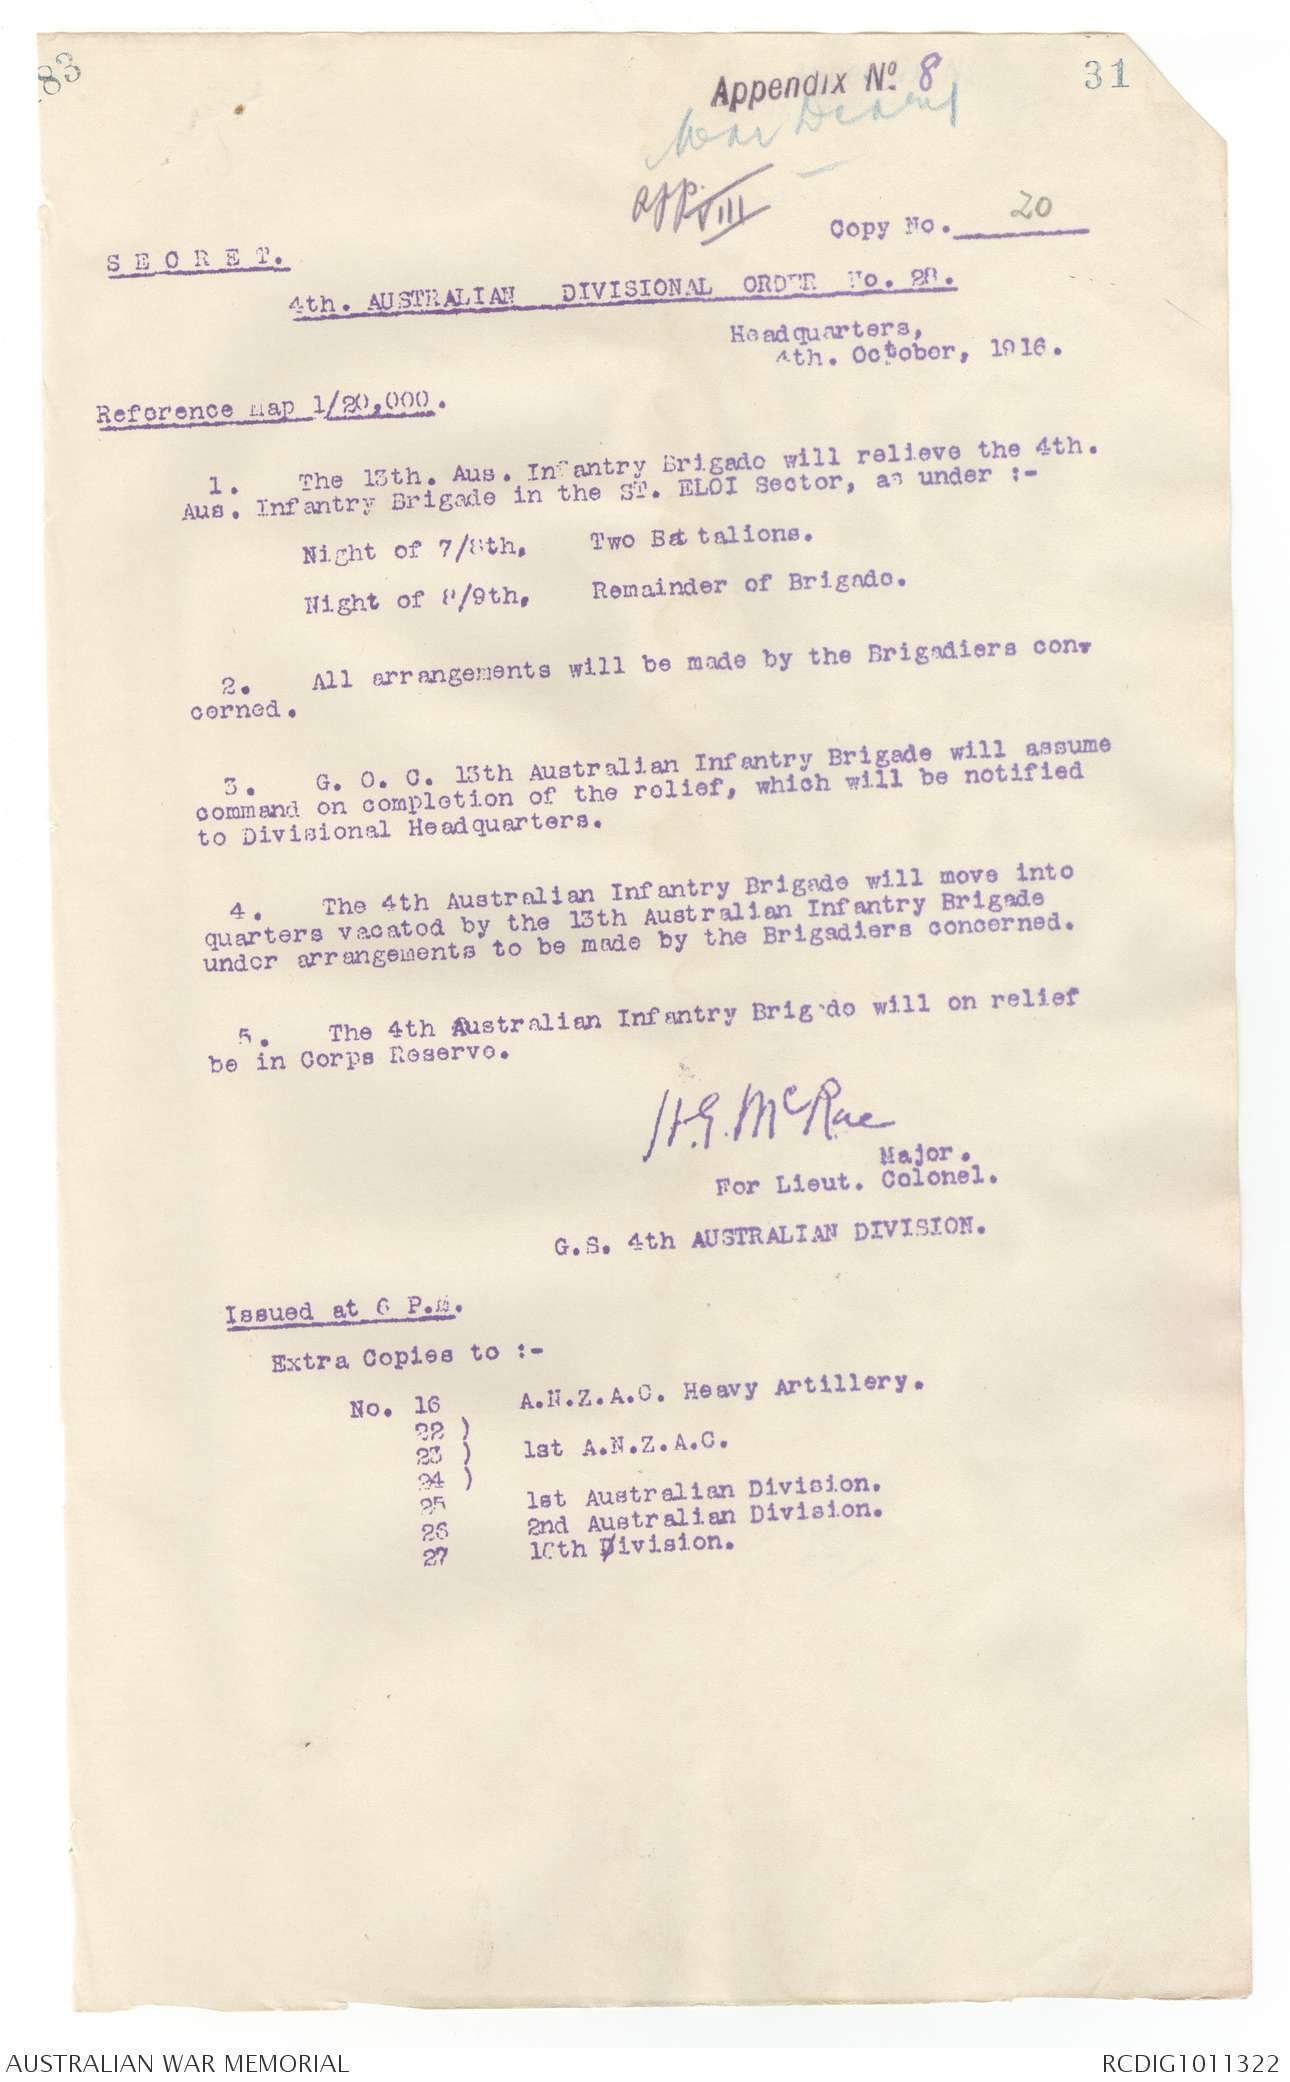 83
Appendix No. 8
31
War Diary
App. VIII
Copy No. 20
S E C R E T.
4th. AUSTRALIAN DIVISIONAL ORDER No. 28.
Headquarters,
4th. October, 1916.
Reference Map 1/20,000.
1. The 13th. Aus. Infantry Brigade will relieve the 4th.
Aus. Infantry Brigade in the ST. ELOI Sector, as under :-
Night of 7/8th, Two Battalions.
Night of 8/9th, Remainder of Brigade.
2. All arrangements will be made by the Brigadiers con-
cerned.
3. G. O. C. 13th Australian Infantry Brigade will assume
command on completion of the relief, which will be notified
to Divisional Headquarters.
4. The 4th Australian Infantry Brigade will move into
quarters vacated by the 13th Australian Infantry Brigade
under arrangements to be made by the Brigadiers concerned.
5. The 4th Australian Infantry Brigade will on relief
be in Corps Reserve.
H.G. McRae
Major.
For Lieut. Colonel.
G.S. 4th AUSTRALIAN DIVISION.
Issued at 6 P.M.
Extra Copies to :-
No. 16 A.N.Z.A.C. Heavy Artillery.
22 )
23 ) 1st A.N.Z.A.C.
24 )
25 1st Australian Division.
26 2nd Australian Division.
27 Division.
AUSTRALIAN WAR MEMORIAL
RCDIG1011322